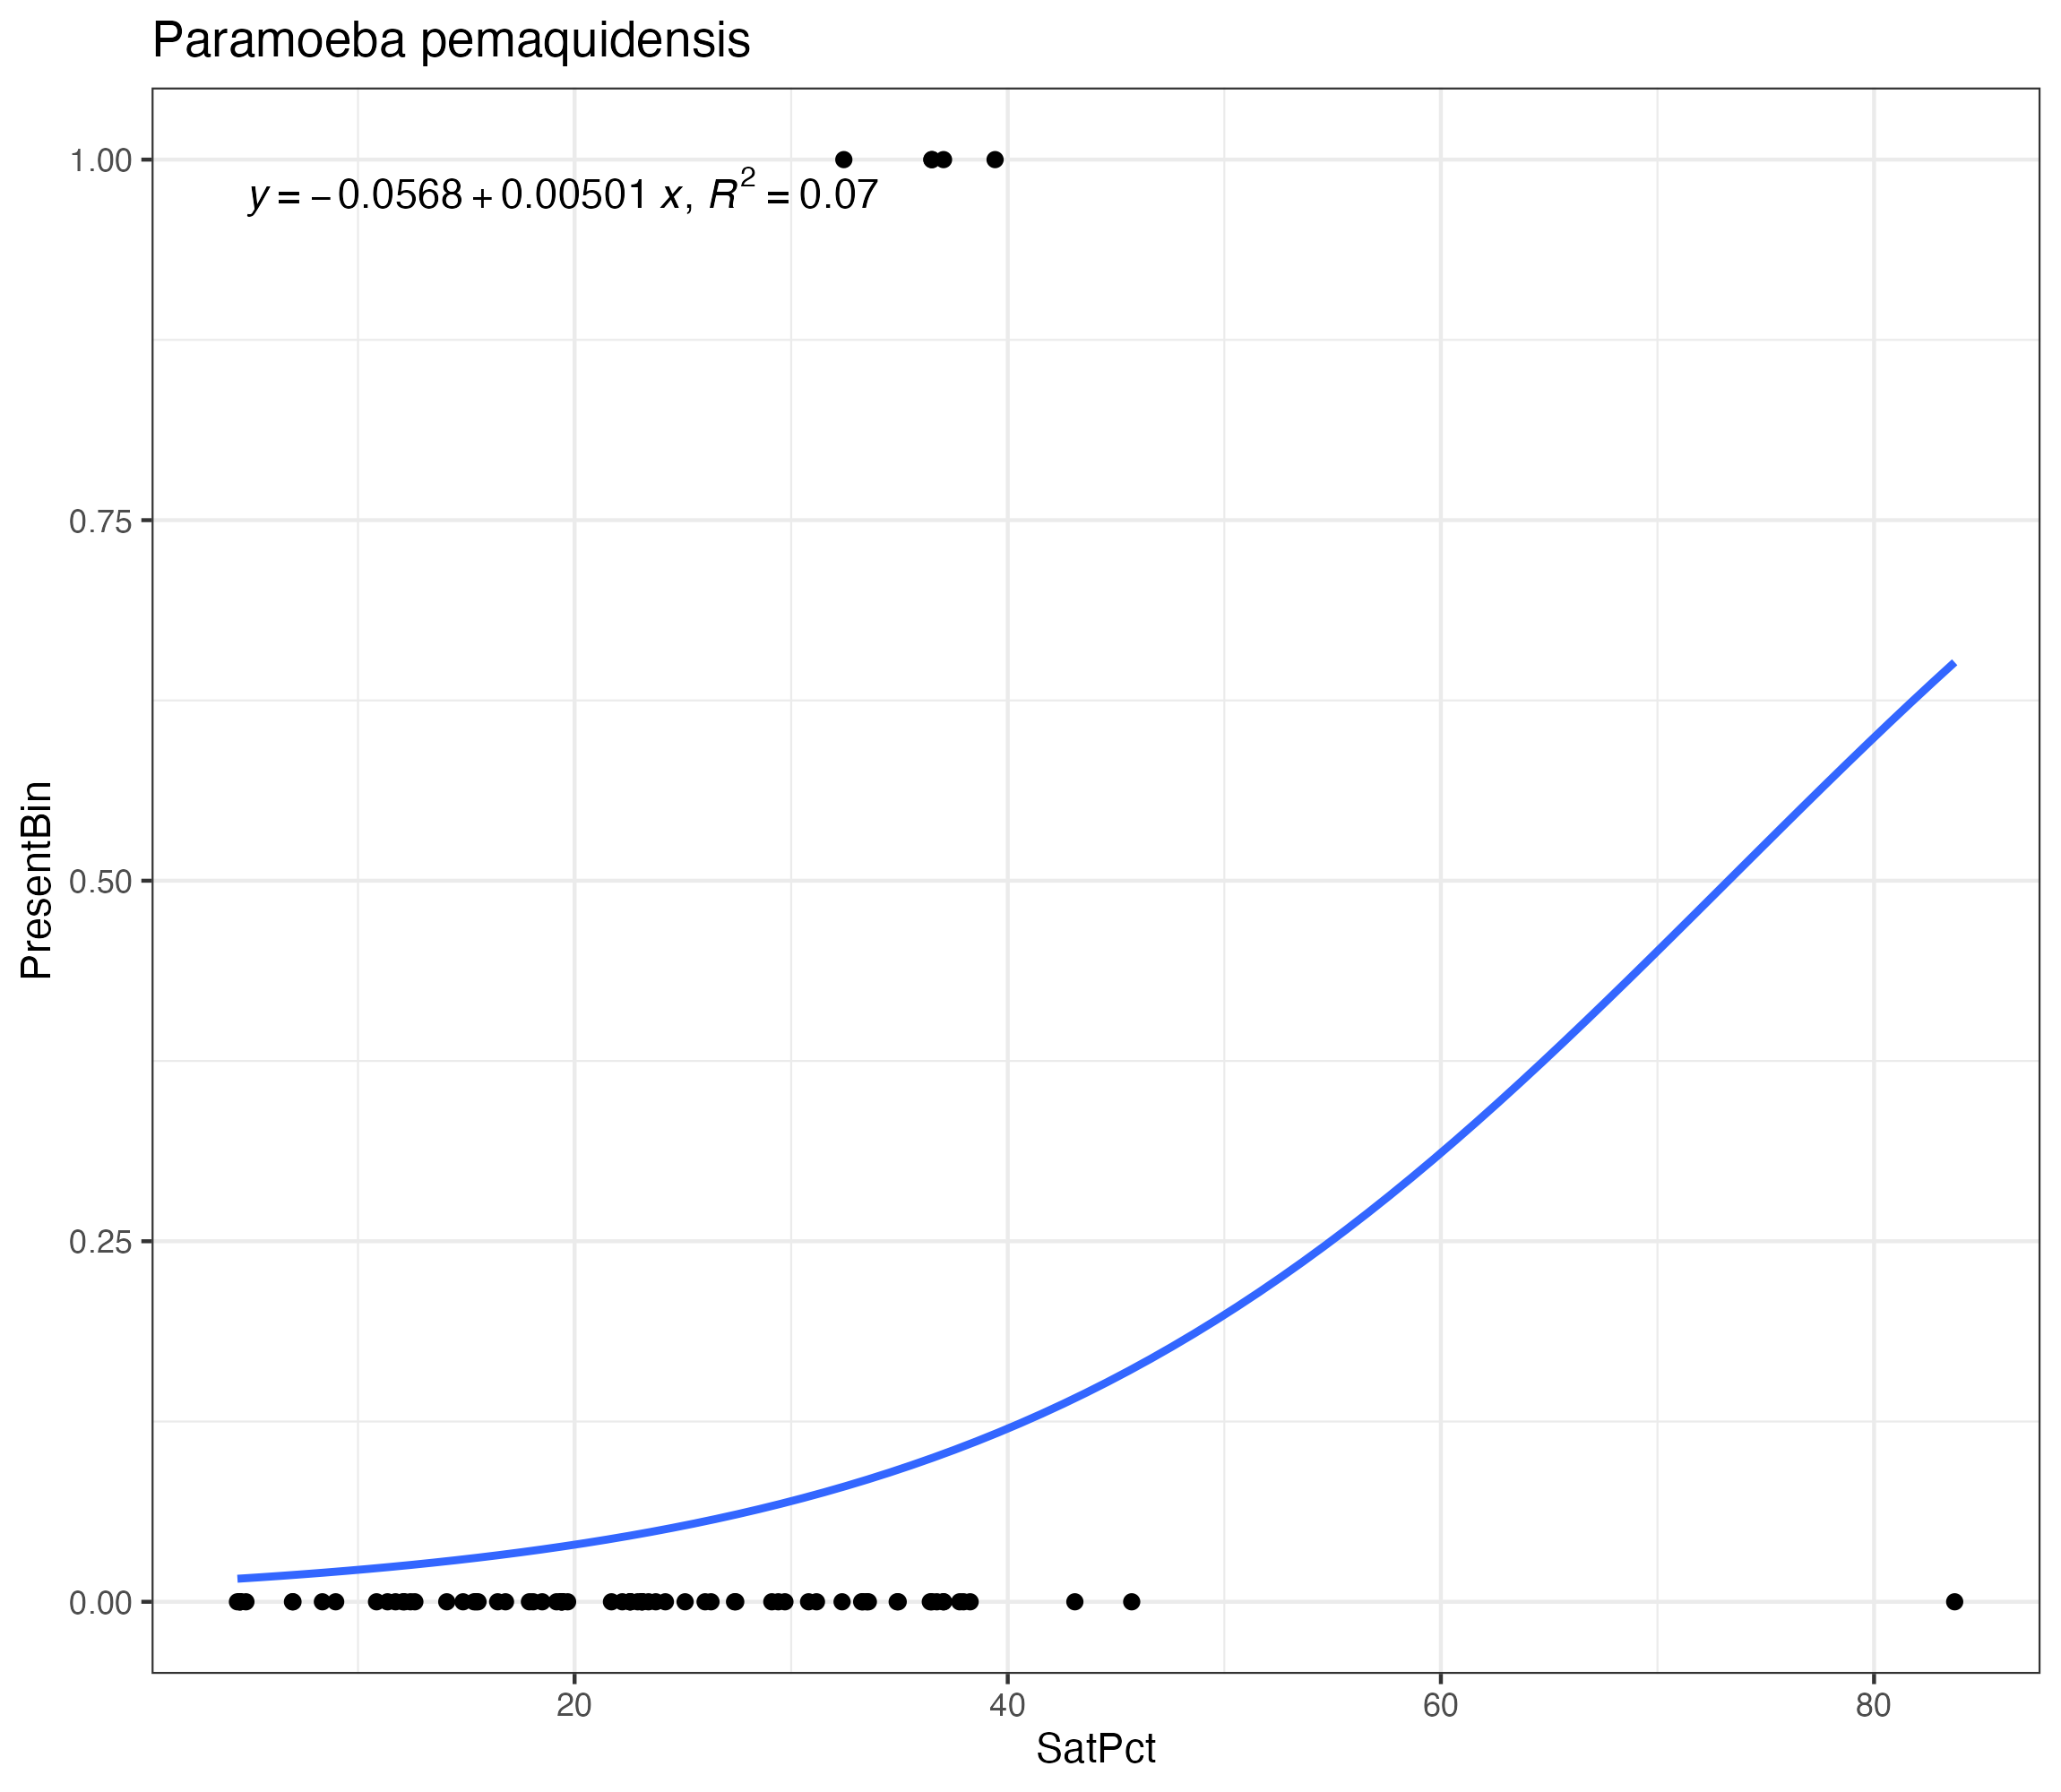 Paramoeba pemaquidensis
1.00
y = −0.0568 + 0.00501 x, R² = 0.07
0.75
PresentBin
0.50
0.25
0.00
20 40 60 80
SatPct